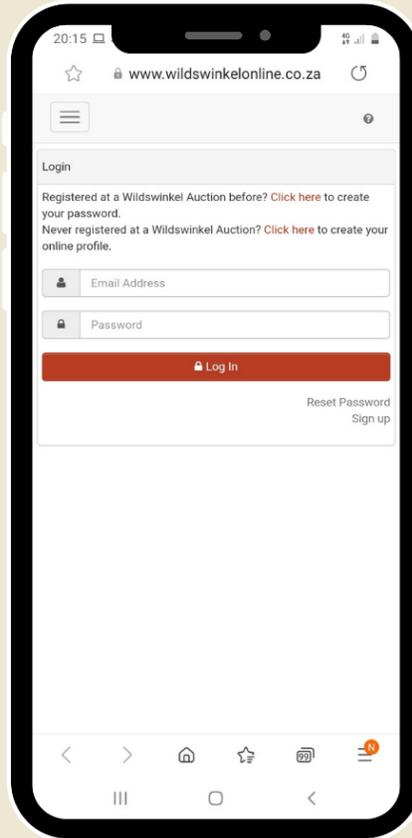 20:15
4G
www.wildswinkelonline.co.za
Login
Registered at a Wildswinkel Auction before? Click here to create
your password.
Never registered at a Wildswinkel Auction? Click here to create your
online profile.
Email Address
Password
Log In
Reset Password
Sign up
99
N